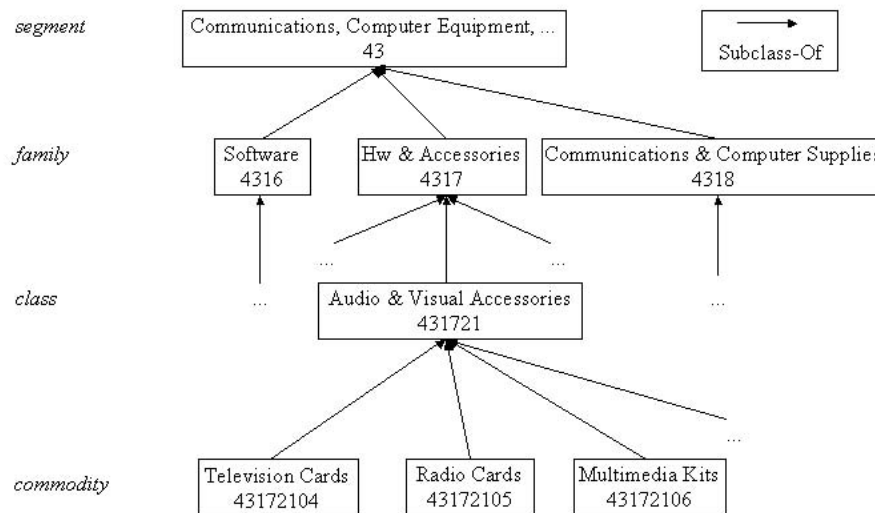 segment
Communications, Computer Equipment, ...
43
Subclass-Of
family
Software
4316
Hw & Accessories
4317
Communications & Computer Supplies
4318
...
...
class
...
Audio & Visual Accessories
431721
...
...
commodity
Television Cards
43172104
Radio Cards
43172105
Multimedia Kits
43172106